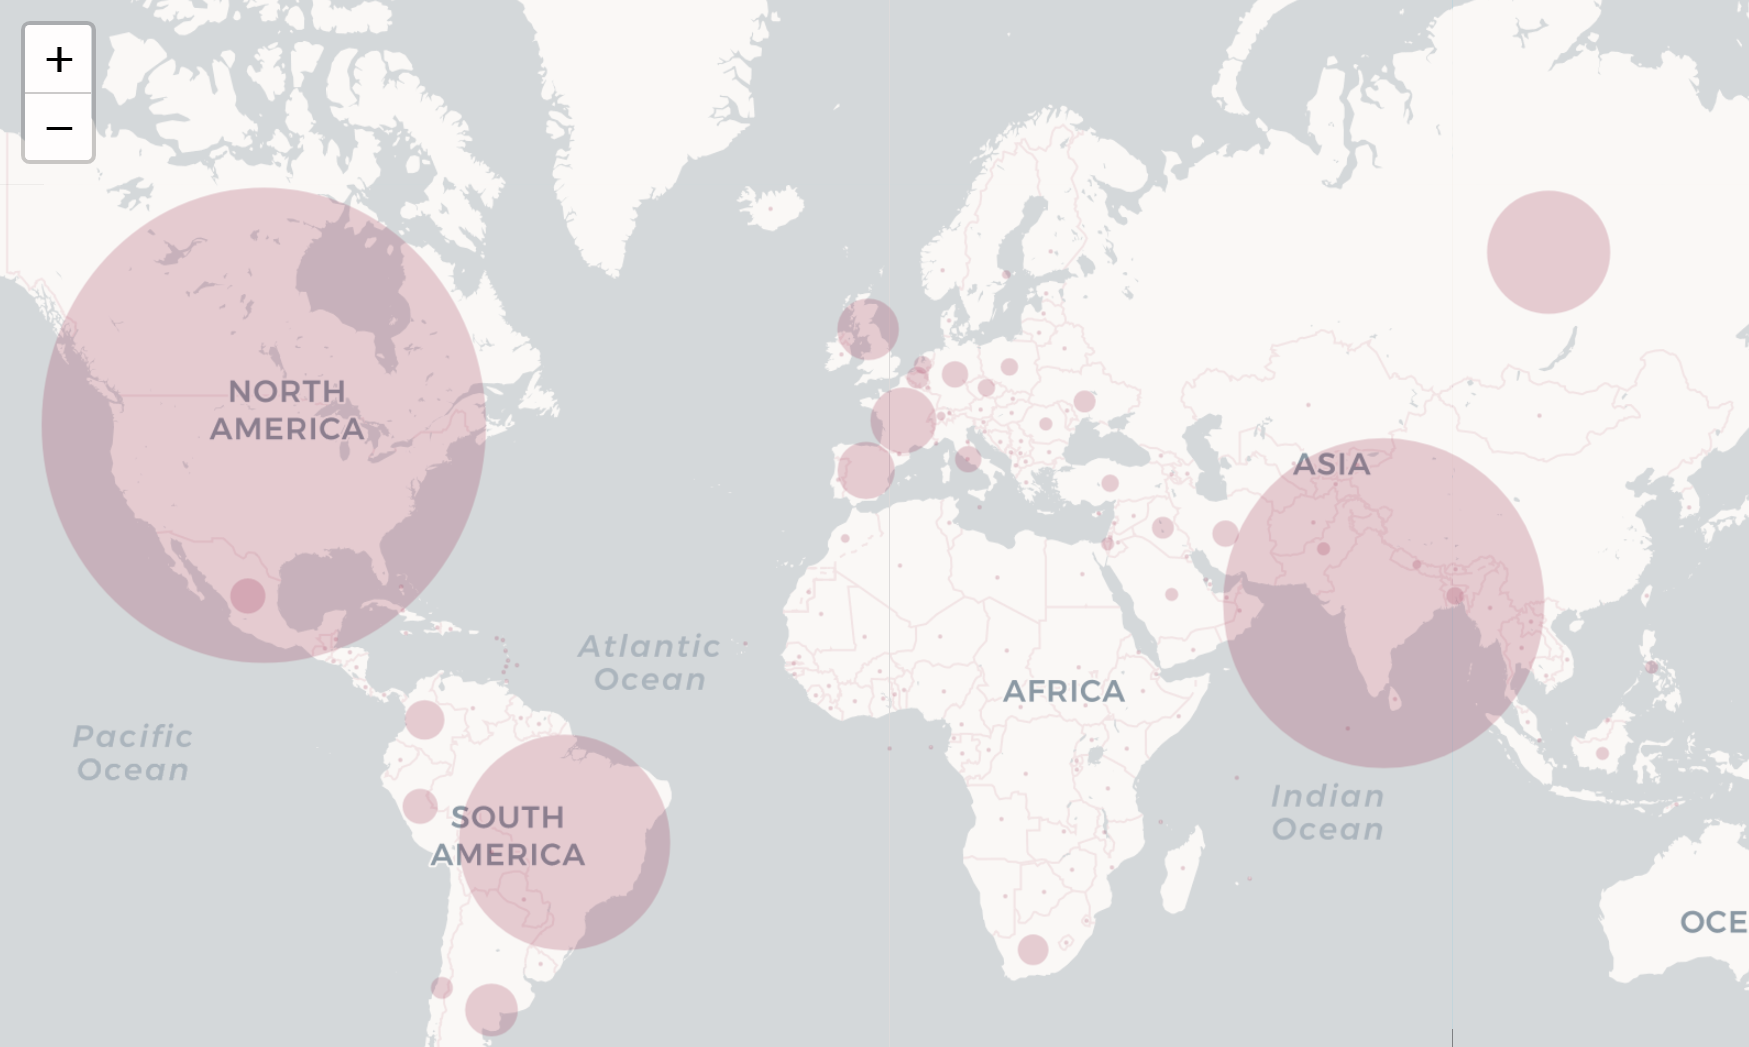 +
−
NORTH
AMERICA
ASIA
Atlantic
Ocean
AFRICA
Pacific
Ocean
SOUTH
AMERICA
Indian
Ocean
OCE